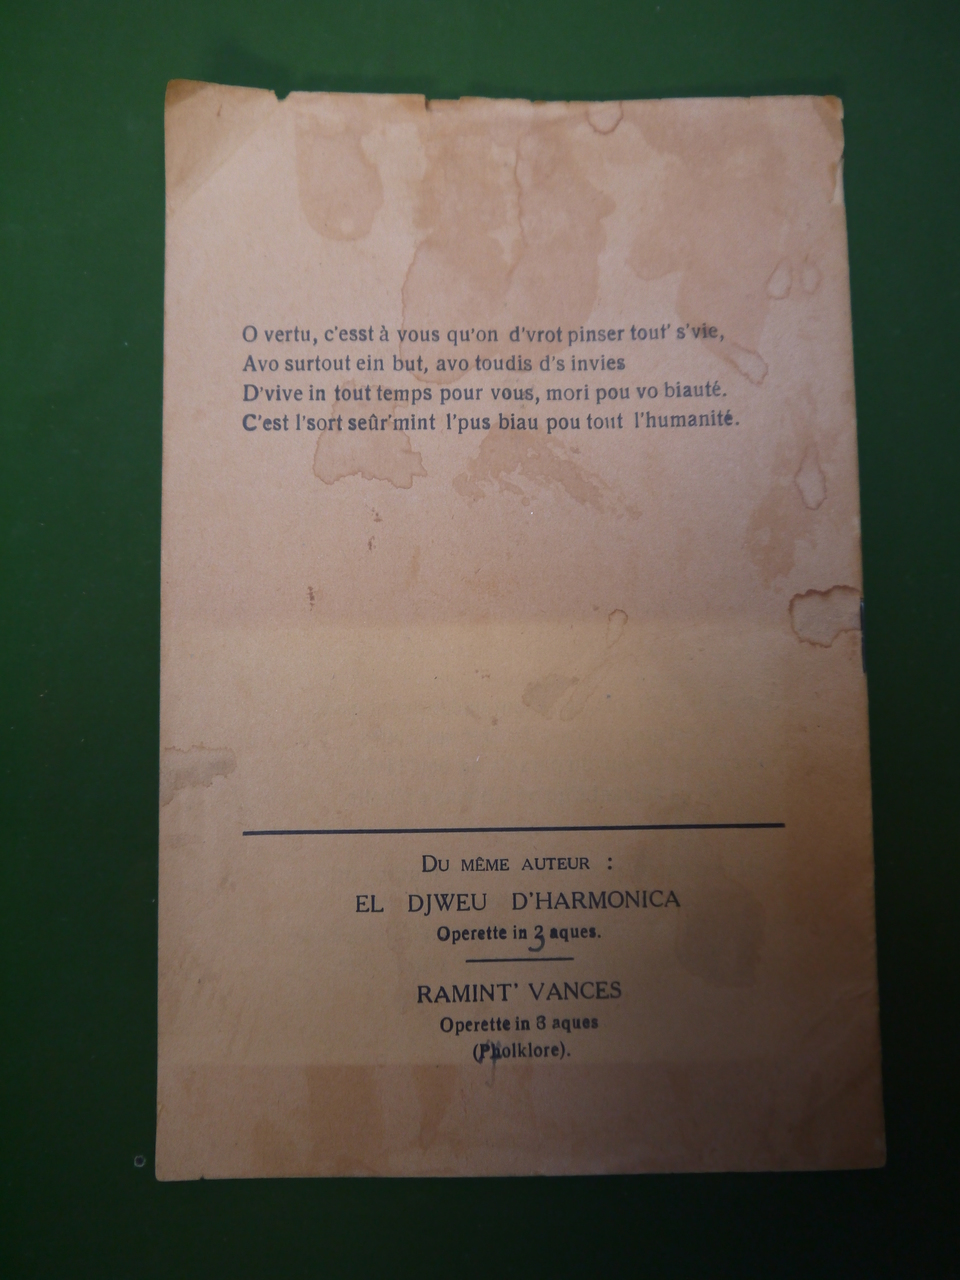 O vertu, c'esst à vous qu'on d'vrot pinser tout' s'vie,
Avo surtout ein but, avo toudis d's invies
D'vive in tout temps pour vous, mori pou vo biauté.
C'est l'sort seûr'mint l'pus biau pou tout l'humanité.
DU MÊME AUTEUR :
EL DJWEU D'HARMONICA
Operette in 3 aques.
RAMINT' VANCES
Operette in 3 aques
(Pholklore).